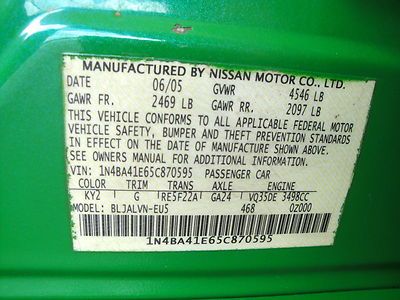 MANUFACTURED BY NISSAN MOTOR CO., LTD.
DATE 06/05 GVWR 4546 LB
GAWR FR. 2469 LB GAWR RR. 2097 LB
THIS VEHICLE CONFORMS TO ALL APPLICABLE FEDERAL MOTOR
VEHICLE SAFETY, BUMPER AND THEFT PREVENTION STANDARDS
IN EFFECT ON THE DATE OF MANUFACTURE SHOWN ABOVE.
SEE OWNERS MANUAL FOR ADDITIONAL INFORMATION.
VIN: 1N4BA41E65C870595 PASSENGER CAR
COLOR TRIM TRANS AXLE ENGINE
KY2 G RE5F22A GA24 VQ35DE 3498CC
MODEL: BLJALVN-EU5 468 0Z000
1N4BA41E65C870595